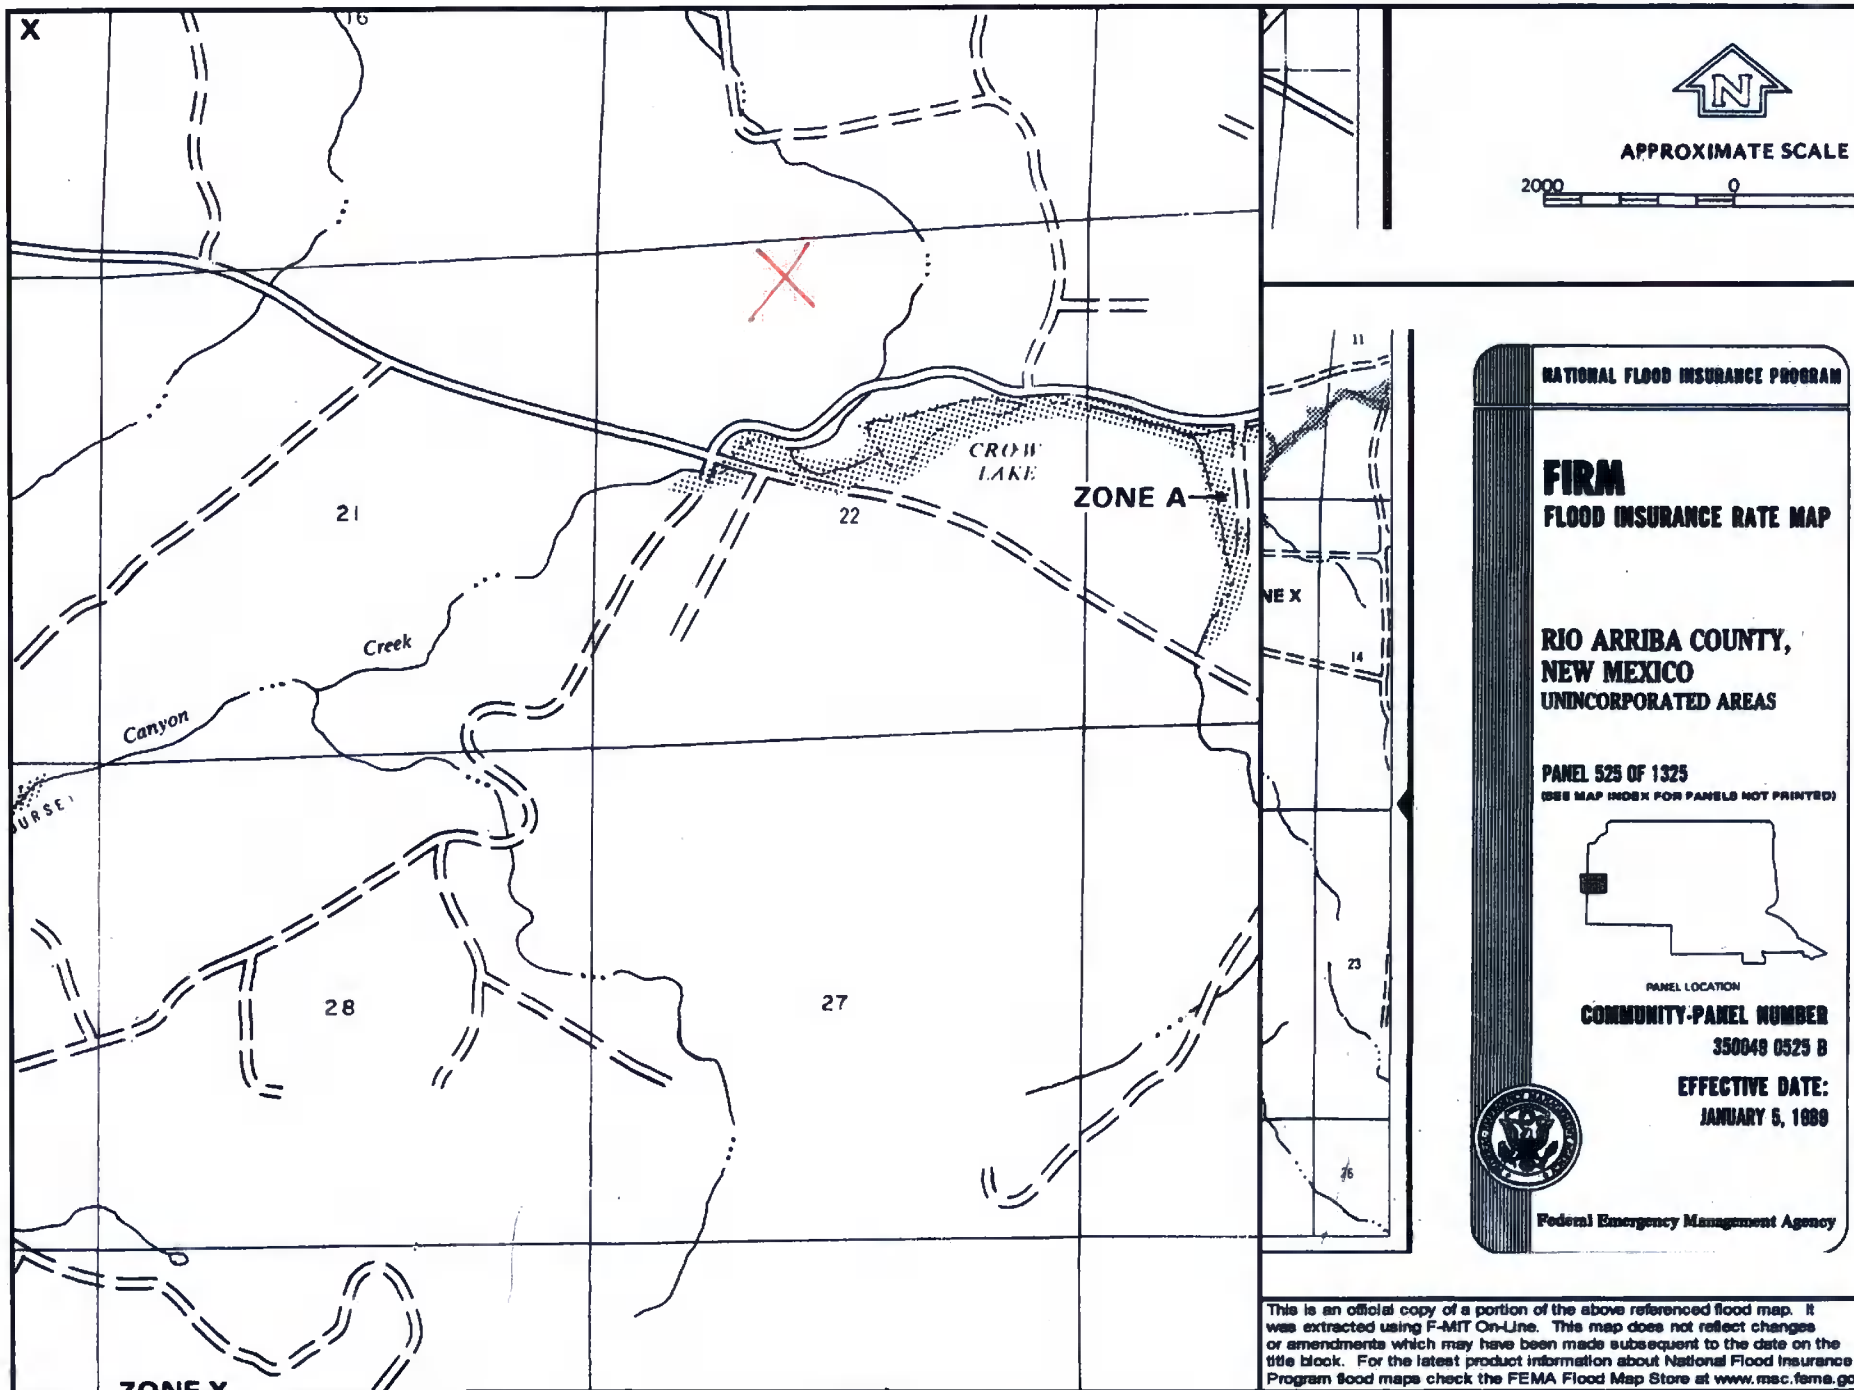 X
16
21
22
CROW
LAKE
ZONE A
Creek
Canyon
28
27
ZONE X
N
APPROXIMATE SCALE
2000
0
11
NE X
14
23
26
NATIONAL FLOOD INSURANCE PROGRAM
FIRM
FLOOD INSURANCE RATE MAP
RIO ARRIBA COUNTY,
NEW MEXICO
UNINCORPORATED AREAS
PANEL 525 OF 1325
(SEE MAP INDEX FOR PANELS NOT PRINTED)
PANEL LOCATION
COMMUNITY-PANEL NUMBER
350049 0525 B
EFFECTIVE DATE:
JANUARY 5, 1989
Federal Emergency Management Agency
This is an official copy of a portion of the above referenced flood map. It
was extracted using F-MIT On-Line. This map does not reflect changes
or amendments which may have been made subsequent to the date on the
title block. For the latest product information about National Flood Insurance
Program flood maps check the FEMA Flood Map Store at www.msc.fema.go